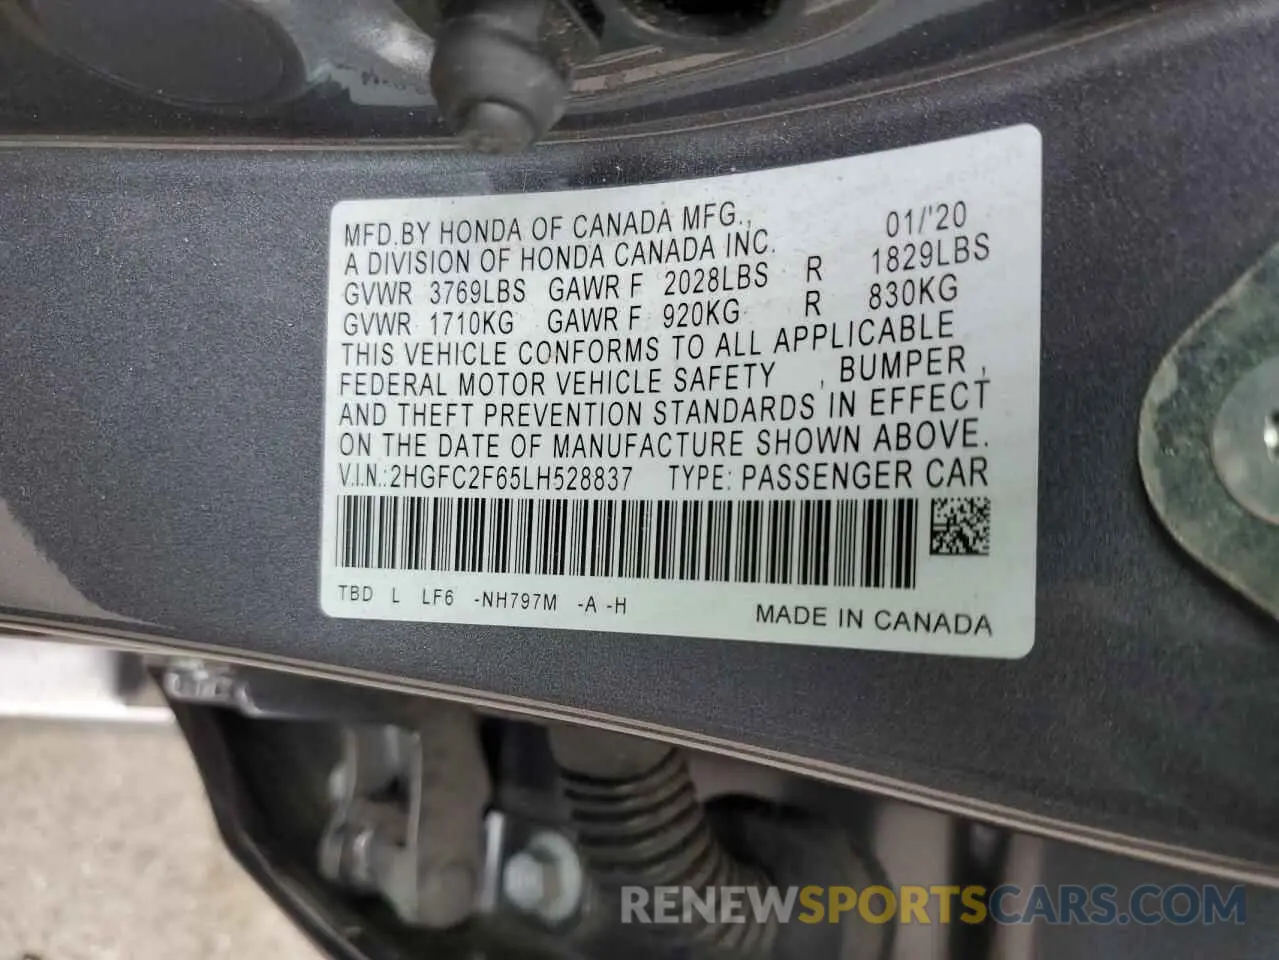 MFD.BY HONDA OF CANADA MFG., 01/'20
A DIVISION OF HONDA CANADA INC.
GVWR 3769LBS GAWR F 2028LBS R 1829LBS
GVWR 1710KG GAWR F 920KG R 830KG
THIS VEHICLE CONFORMS TO ALL APPLICABLE
FEDERAL MOTOR VEHICLE SAFETY , BUMPER ,
AND THEFT PREVENTION STANDARDS IN EFFECT
ON THE DATE OF MANUFACTURE SHOWN ABOVE.
V.I.N.:2HGFC2F65LH528837 TYPE: PASSENGER CAR
TBD L LF6 -NH797M -A -H
MADE IN CANADA
RENEWSPORTSCARS.COM